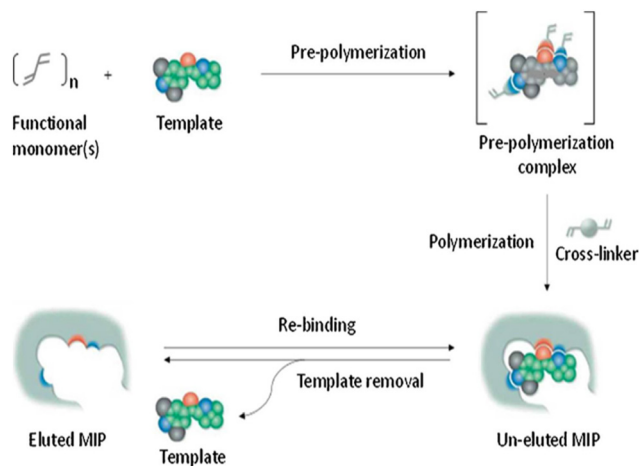 [ ]n
+
Functional
monomer(s)
Template
Pre-polymerization
Pre-polymerization
complex
Polymerization
Cross-linker
Re-binding
Template removal
Eluted MIP
Template
Un-eluted MIP